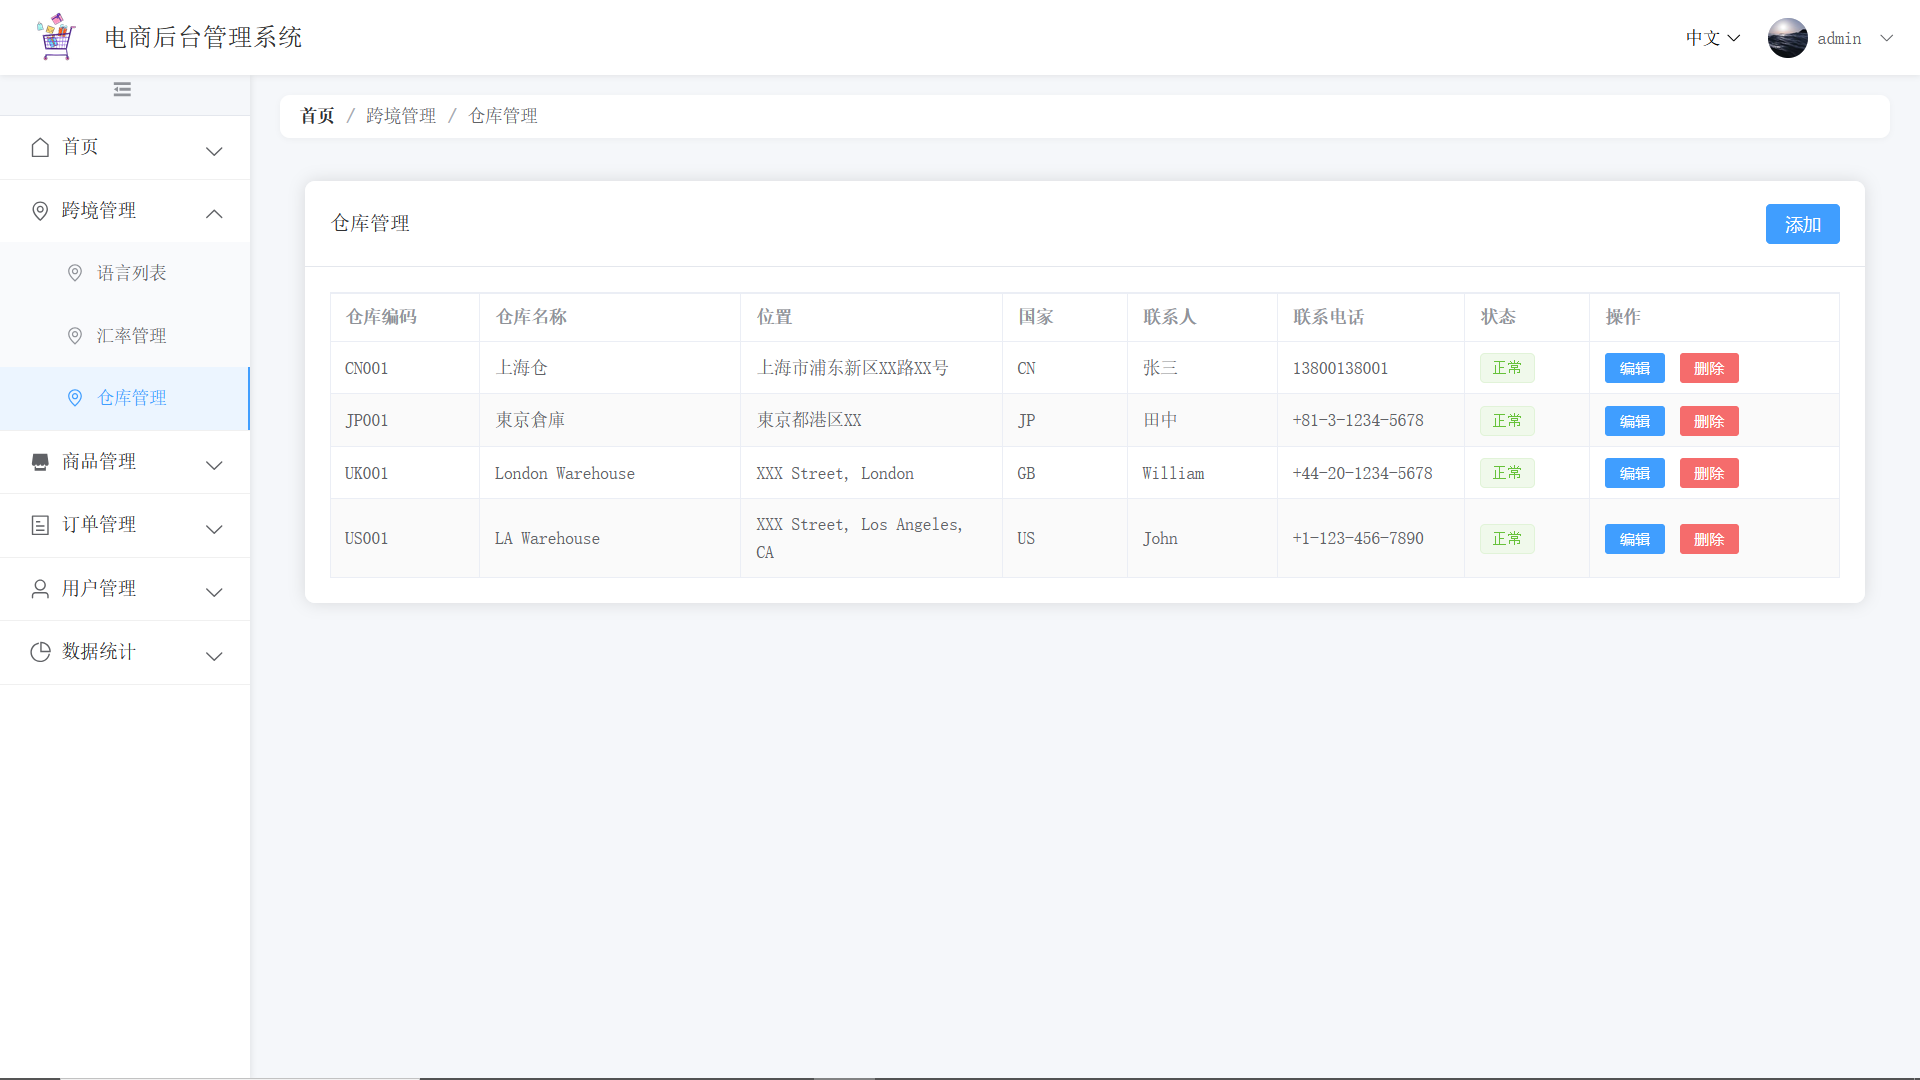 电商后台管理系统
中文
admin
首页 / 跨境管理 / 仓库管理
首页
跨境管理
语言列表
汇率管理
仓库管理
商品管理
订单管理
用户管理
数据统计
仓库管理
添加
仓库编码 仓库名称 位置 国家 联系人 联系电话 状态 操作
CN001 上海仓 上海市浦东新区XX路XX号 CN 张三 13800138001 正常 编辑 删除
JP001 東京倉庫 東京都港区XX JP 田中 +81-3-1234-5678 正常 编辑 删除
UK001 London Warehouse XXX Street, London GB William +44-20-1234-5678 正常 编辑 删除
US001 LA Warehouse XXX Street, Los Angeles, CA US John +1-123-456-7890 正常 编辑 删除